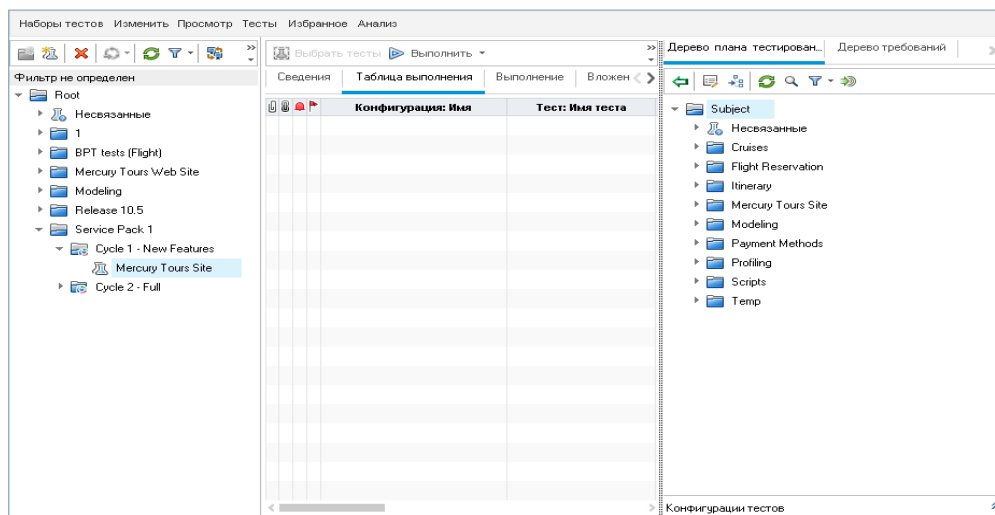 Наборы тестов Изменить Просмотр Тесты Избранное Анализ
Фильтр не определен
Root
Несвязанные
1
BPT tests (Flight)
Mercury Tours Web Site
Modeling
Release 10.5
Service Pack 1
Cycle 1 - New Features
Mercury Tours Site
Cycle 2 - Full
Выбрать тесты Выполнить
Сведения Таблица выполнения Выполнение Вложен
Конфигурация: Имя Тест: Имя теста
Дерево плана тестирован... Дерево требований
Subject
Несвязанные
Cruises
Flight Reservation
Itinerary
Mercury Tours Site
Modeling
Payment Methods
Profiling
Scripts
Temp
Конфигурации тестов